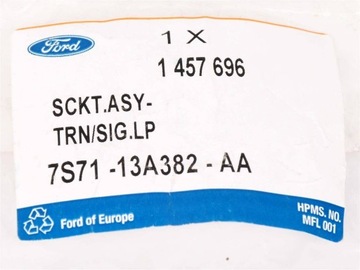 Ford
1 X
1 457 696
SCKT.ASY-
TRN/SIG.LP
7S71 -13A382 - AA
Ford of Europe
HPMS. NO.
MFL 001